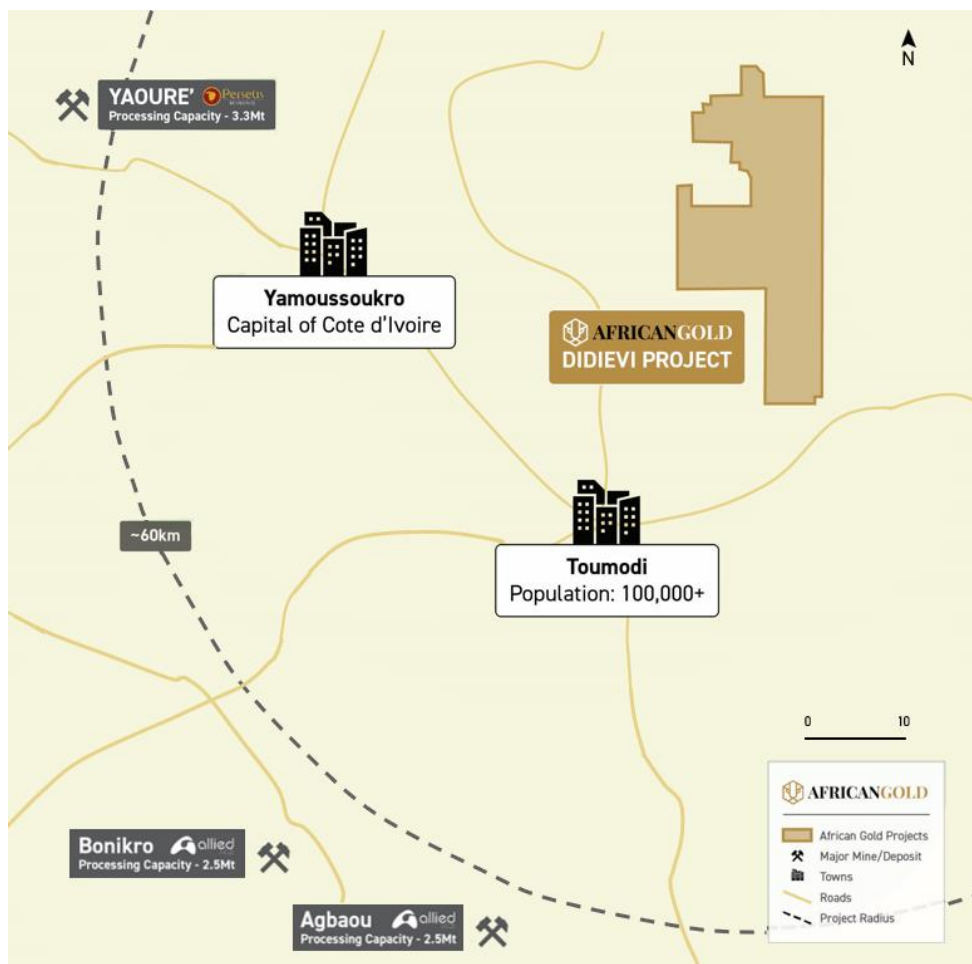 N
YAOURE' Perseus
Processing Capacity - 3.3Mt
Yamoussoukro
Capital of Cote d'Ivoire
AFRICANGOLD
DIDIEVI PROJECT
~60km
Toumodi
Population: 100,000+
0 10
Bonikro allied
Processing Capacity - 2.5Mt
Agbaou allied
Processing Capacity - 2.5Mt
AFRICANGOLD
African Gold Projects
Major Mine/Deposit
Towns
Roads
Project Radius